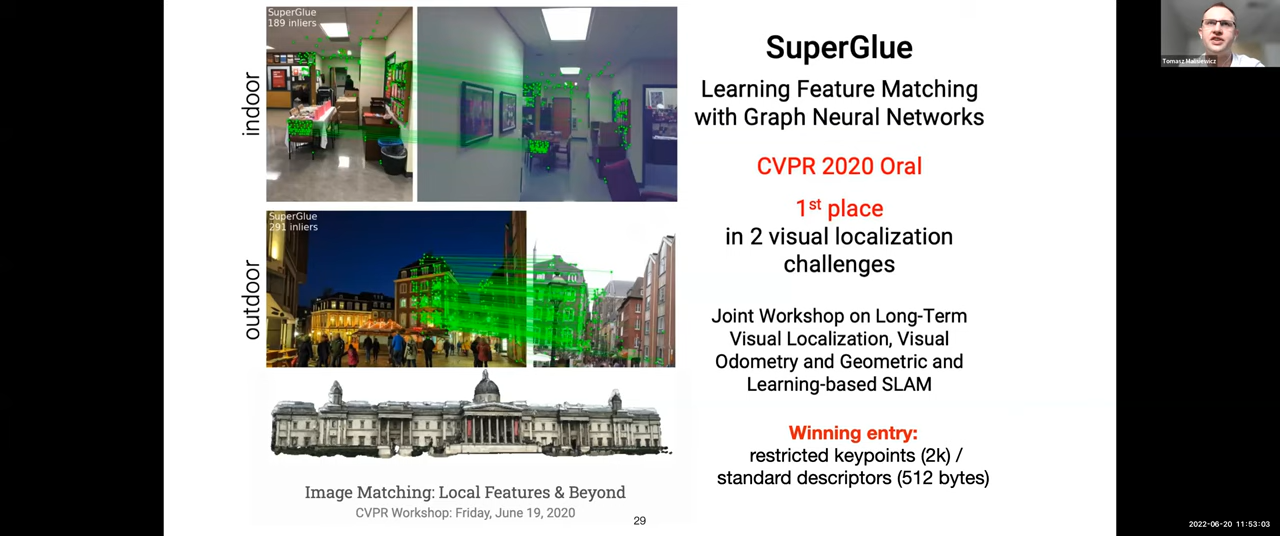 SuperGlue
189 inliers
indoor
SuperGlue
291 inliers
outdoor
Image Matching: Local Features & Beyond
CVPR Workshop: Friday, June 19, 2020
SuperGlue
Learning Feature Matching
with Graph Neural Networks
CVPR 2020 Oral
1st place
in 2 visual localization
challenges
Joint Workshop on Long-Term
Visual Localization, Visual
Odometry and Geometric and
Learning-based SLAM
Winning entry:
restricted keypoints (2k) /
standard descriptors (512 bytes)
29
Tomasz Malisiewicz
2022-06-20 11:53:03